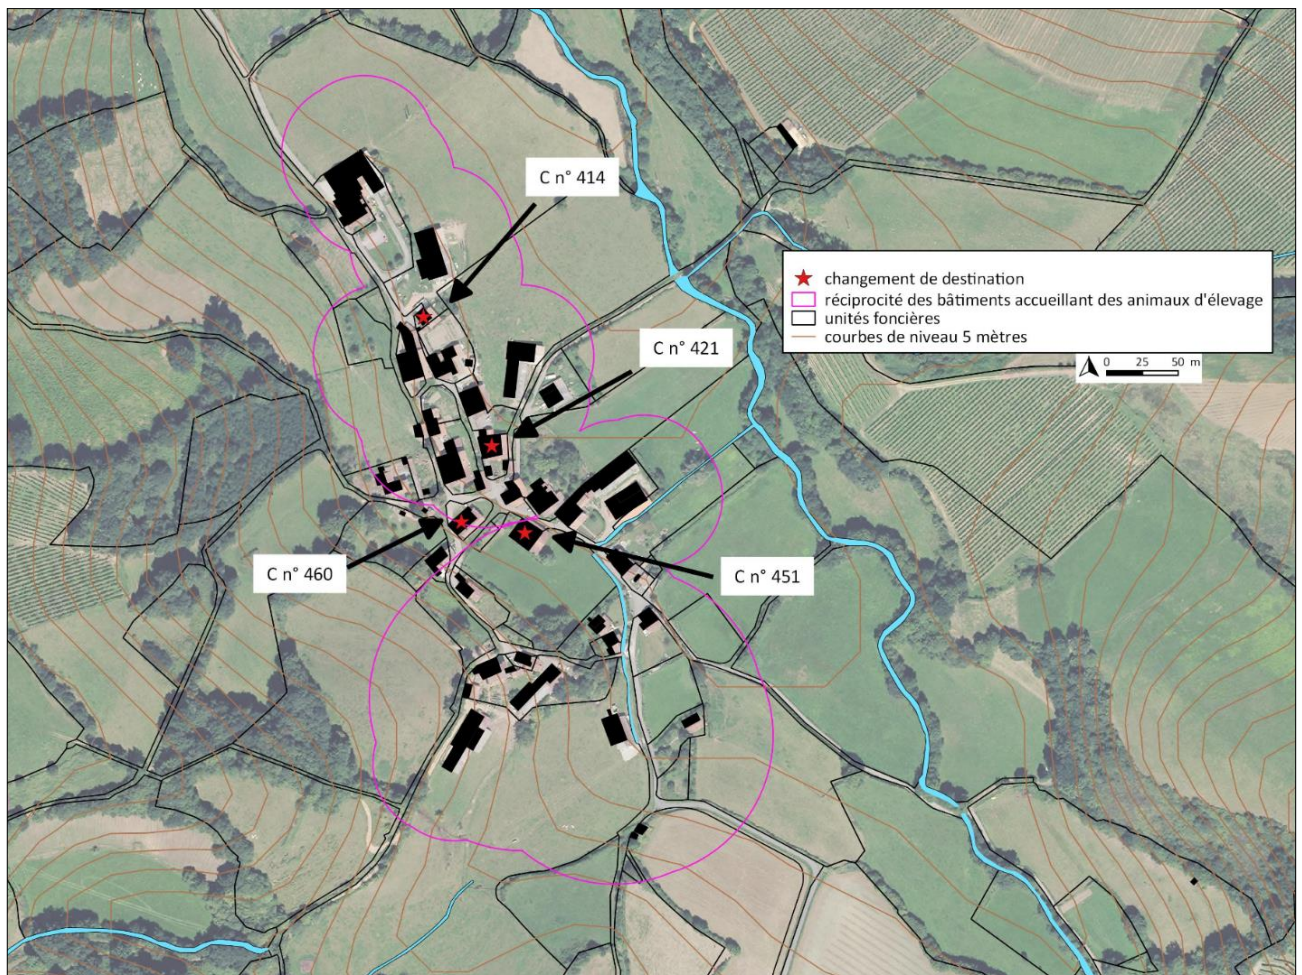 C n° 414
changement de destination
réciprocité des bâtiments accueillant des animaux d'élevage
unités foncières
courbes de niveau 5 mètres
0 25 50 m
C n° 421
C n° 460
C n° 451